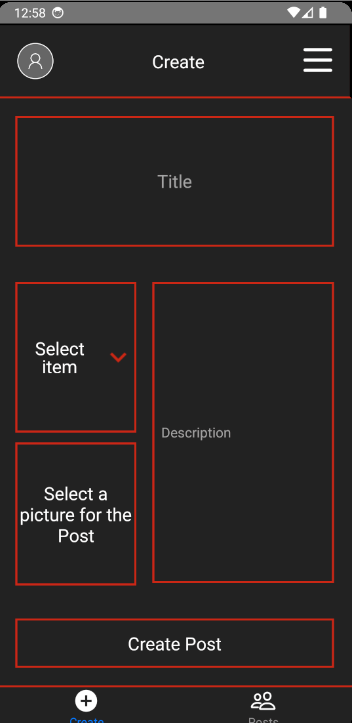 12:58
Create
Title
Select
item
Description
Select a
picture for the
Post
Create Post
Create
Posts